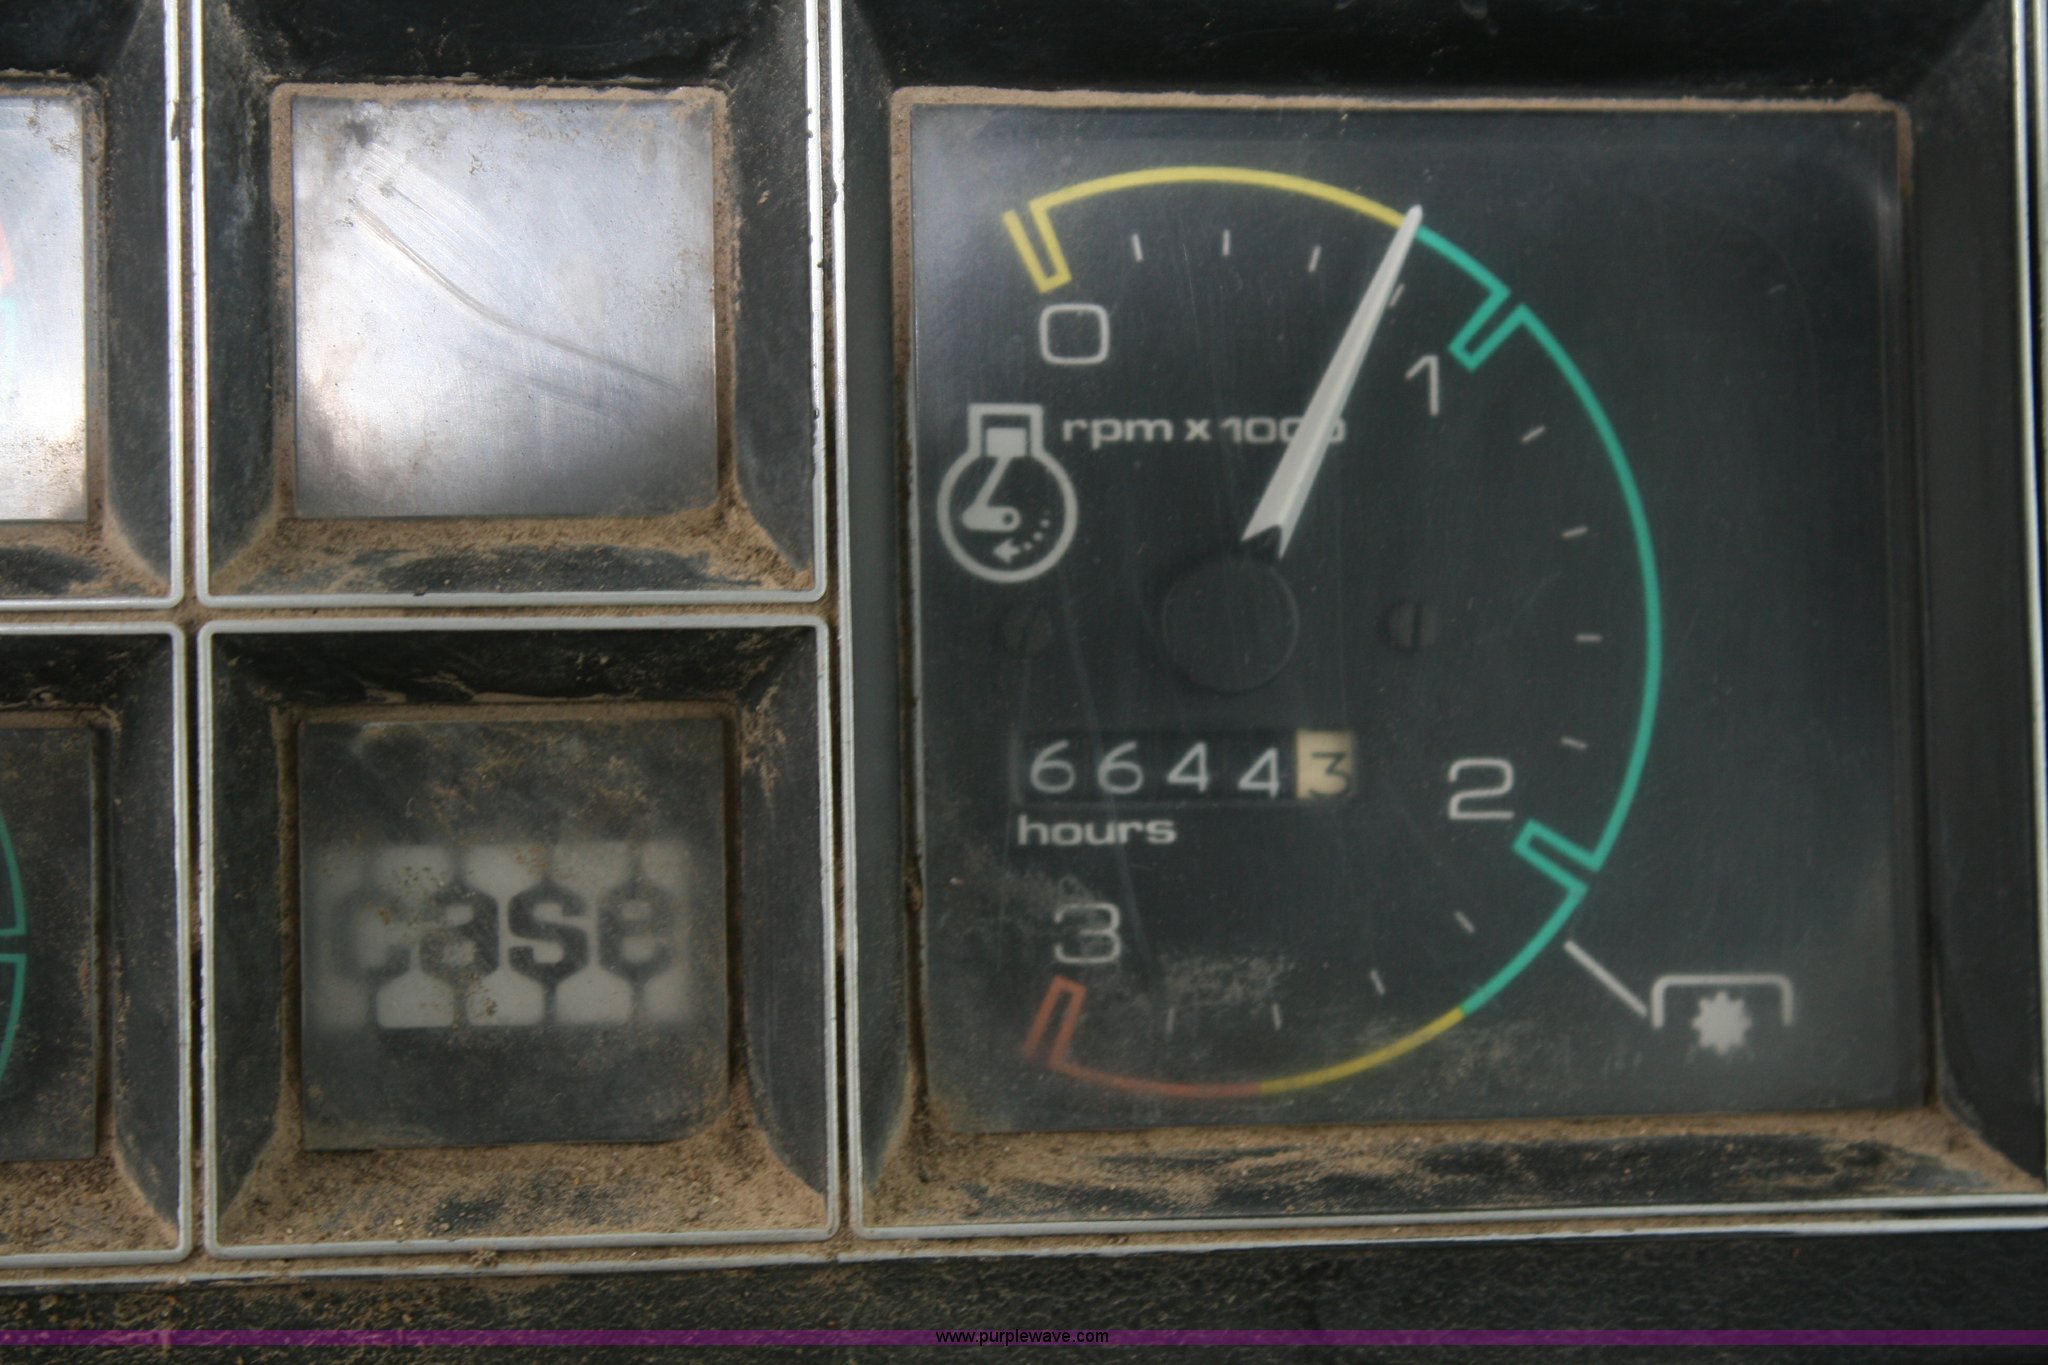 0
1
rpm x 1000
66443
hours
2
3
case
www.purplewave.com